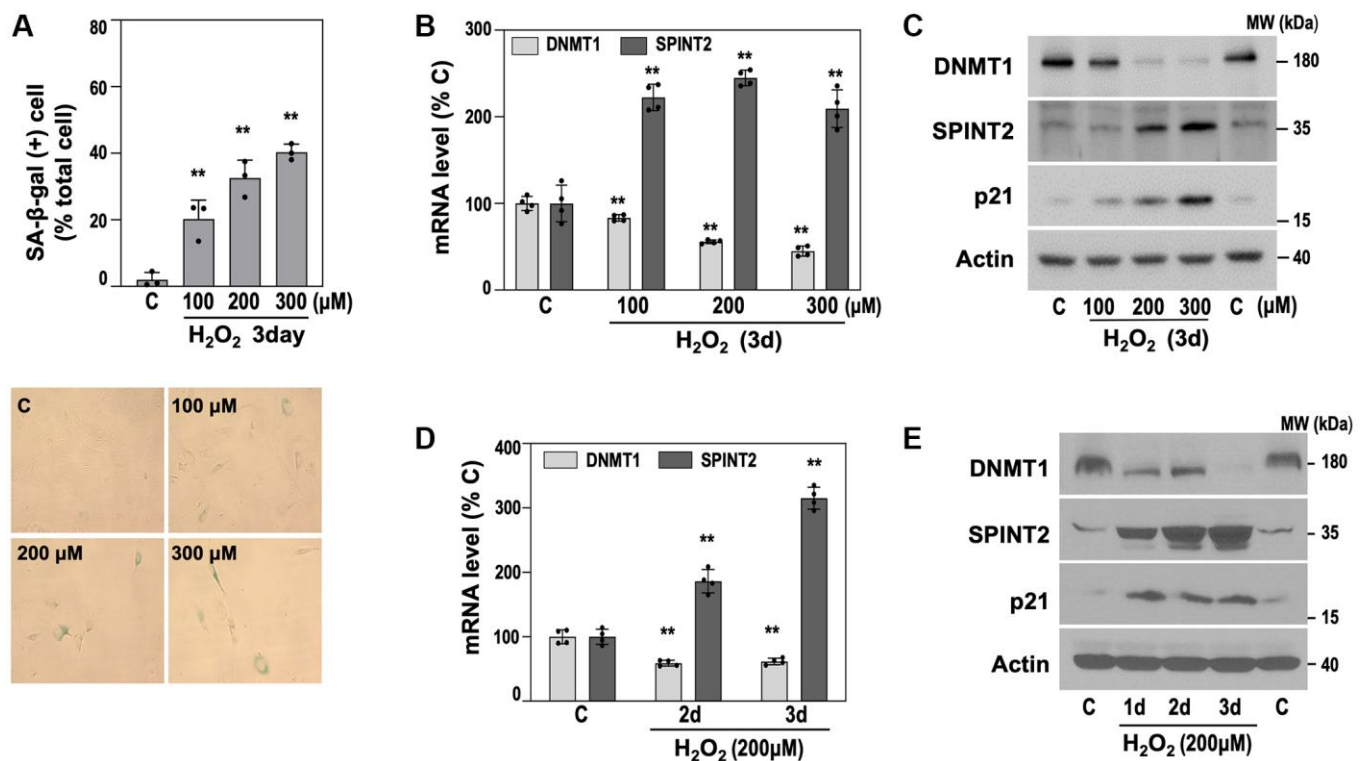 A
SA-β-gal (+) cell
(% total cell)
80
60
40
20
0
**
**
**
C
100
200
300 (µM)
H₂O₂ 3day
C
100 µM
200 µM
300 µM
B
mRNA level (% C)
300
200
100
0
DNMT1
SPINT2
**
**
**
**
**
**
C
100
200
300 (µM)
H₂O₂ (3d)
C
MW (kDa)
DNMT1
- 180
SPINT2
- 35
p21
- 15
Actin
- 40
C 100 200 300 C (µM)
H₂O₂ (3d)
D
mRNA level (% C)
400
300
200
100
0
DNMT1
SPINT2
**
**
**
**
C
2d
3d
H₂O₂ (200µM)
E
MW (kDa)
DNMT1
- 180
SPINT2
- 35
p21
- 15
Actin
- 40
C 1d 2d 3d C
H₂O₂ (200µM)